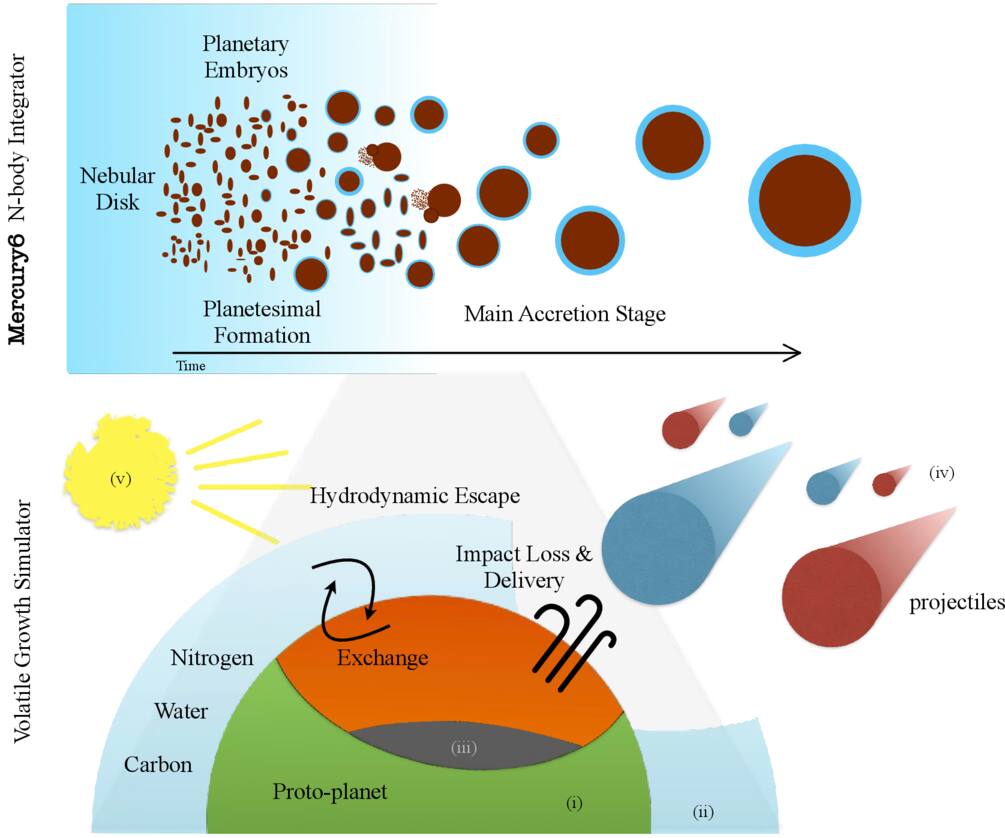 Mercury6 N-body Integrator
Planetary
Embryos
Nebular
Disk
Planetesimal
Formation
Main Accretion Stage
Time
Volatile Growth Simulator
(v)
(iv)
Hydrodynamic Escape
Impact Loss &
Delivery
projectiles
Nitrogen
Exchange
Water
Carbon
(iii)
Proto-planet
(i)
(ii)